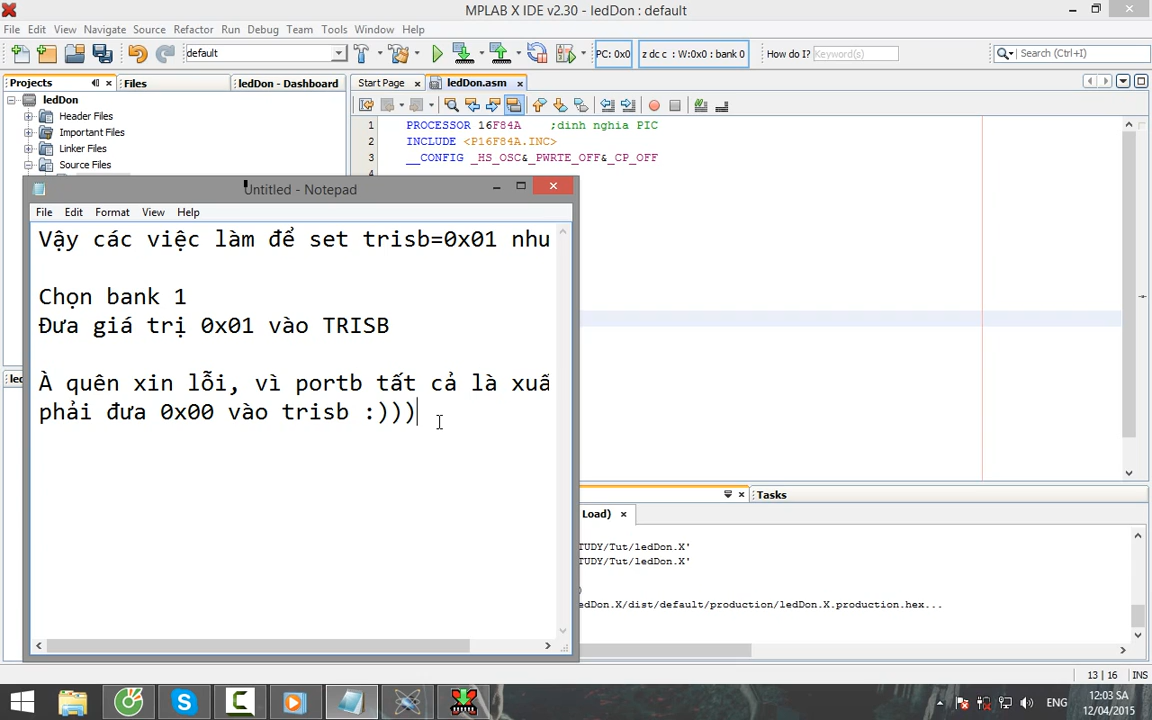 MPLAB X IDE v2.30 - ledDon : default
File Edit View Navigate Source Refactor Run Debug Team Tools Window Help
default
PC: 0x0
z dc c : W:0x0 : bank 0
How do I? Keyword(s)
Search (Ctrl+I)
Projects
Files
ledDon - Dashboard
Start Page
ledDon.asm
ledDon
Header Files
Important Files
Linker Files
Source Files
1 PROCESSOR 16F84A ;dinh nghia PIC
2 INCLUDE <P16F84A.INC>
3 __CONFIG _HS_OSC&_PWRTE_OFF&_CP_OFF
4
Untitled - Notepad
File Edit Format View Help
Vậy các việc làm để set trisb=0x01 như
Chọn bank 1
Đưa giá trị 0x01 vào TRISB
À quên xin lỗi, vì portb tất cả là xuấ
phải đưa 0x00 vào trisb :)))
led
Tasks
Load)
TUDY/Tut/ledDon.X'
TUDY/Tut/ledDon.X'
)
edDon.X/dist/default/production/ledDon.X.production.hex...
13 | 16 INS
ENG
12:03 SA
12/04/2015